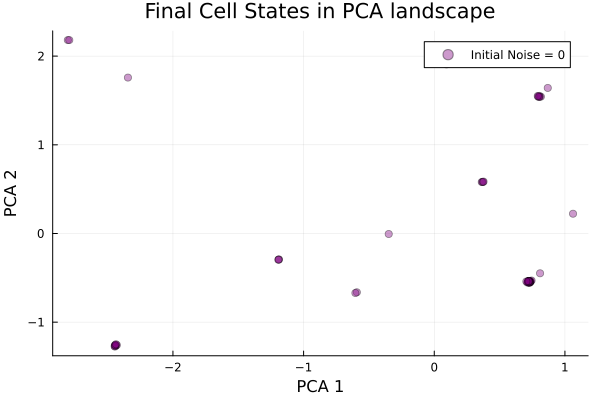 Final Cell States in PCA landscape
Initial Noise = 0
2
1
0
−1
PCA 2
−2
−1
0
1
PCA 1